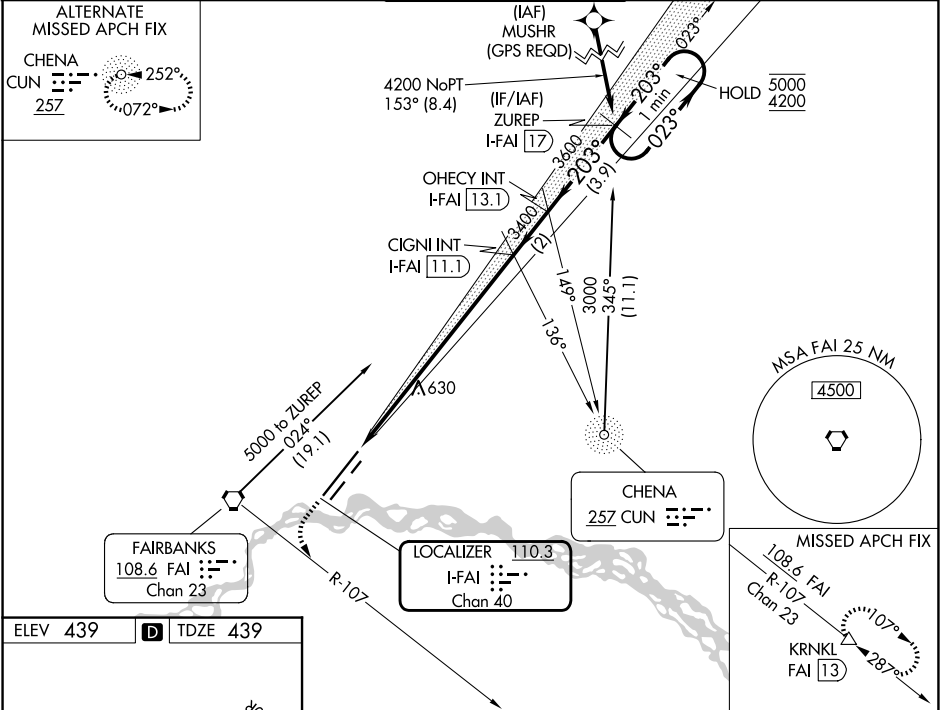 ALTERNATE
MISSED APCH FIX
CHENA
CUN
257
252°
072°
(IAF)
MUSHR
(GPS REQD)
4200 NoPT
153° (8.4)
(IF/IAF)
ZUREP
I-FAI 17
023°
203°
1 min
023°
HOLD 5000
4200
3600
203°
(3.9)
OHECY INT
I-FAI 13.1
3400
(2)
CIGNI INT
I-FAI 11.1
149°
136°
3000
345°
(11.1)
630
5000 to ZUREP
024°
(19.1)
MSA FAI 25 NM
4500
CHENA
257 CUN
FAIRBANKS
108.6 FAI
Chan 23
R-107
LOCALIZER 110.3
I-FAI
Chan 40
MISSED APCH FIX
108.6 FAI
R-107
Chan 23
KRNKL
FAI 13
107°
287°
ELEV 439 D TDZE 439